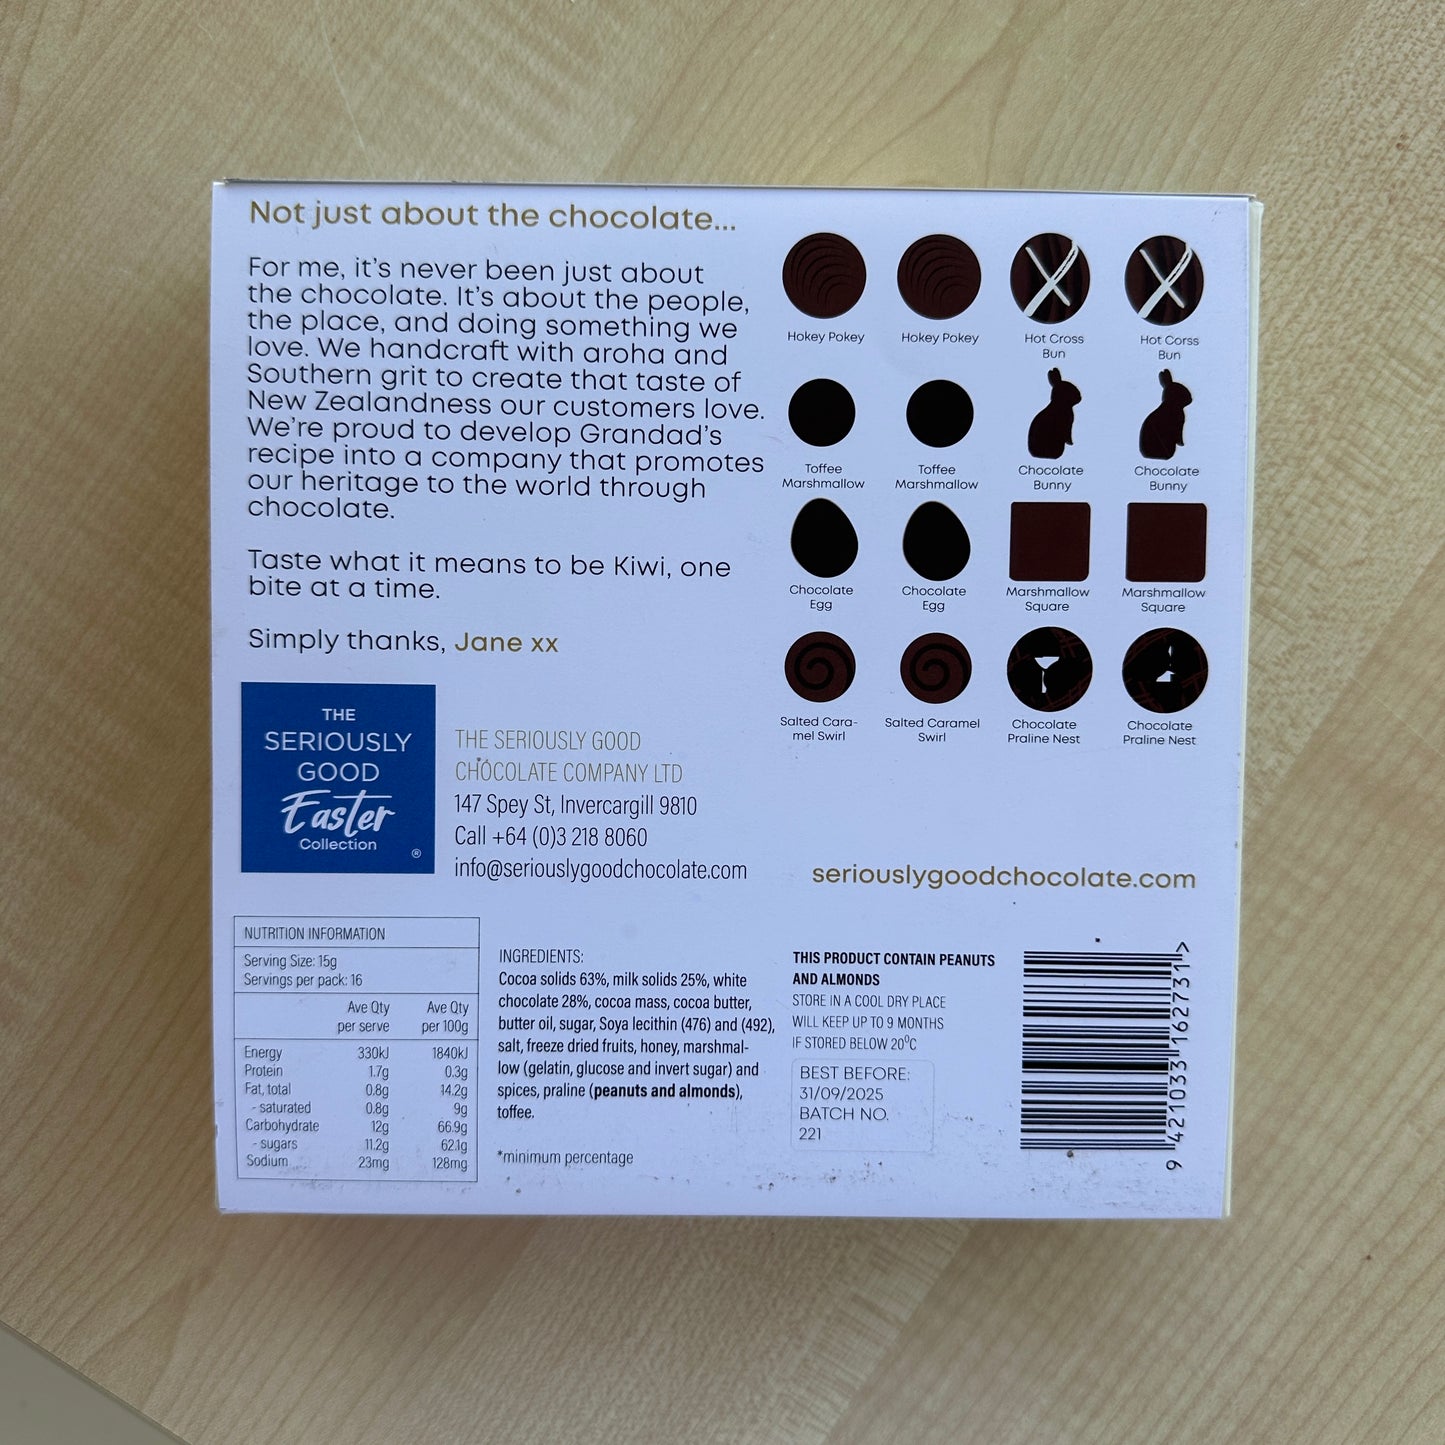 Not just about the chocolate...
For me, it's never been just about
the chocolate. It's about the people,
the place, and doing something we
love. We handcraft with aroha and
Southern grit to create that taste of
New Zealandness our customers love.
We're proud to develop Grandad's
recipe into a company that promotes
our heritage to the world through
chocolate.
Taste what it means to be Kiwi, one
bite at a time.
Simply thanks, Jane xx
Hokey Pokey
Hokey Pokey
Hot Cross
Bun
Hot Corss
Bun
Toffee
Marshmallow
Toffee
Marshmallow
Chocolate
Bunny
Chocolate
Bunny
Chocolate
Egg
Chocolate
Egg
Marshmallow
Square
Marshmallow
Square
Salted Cara-
mel Swirl
Salted Caramel
Swirl
Chocolate
Praline Nest
Chocolate
Praline Nest
THE
SERIOUSLY
GOOD
Easter
Collection
®
THE SERIOUSLY GOOD
CHOCOLATE COMPANY LTD
147 Spey St, Invercargill 9810
Call +64 (0)3 218 8060
info@seriouslygoodchocolate.com
seriouslygoodchocolate.com
NUTRITION INFORMATION
Serving Size: 15g
Servings per pack: 16
Ave Qty Ave Qty
per serve per 100g
Energy 330kJ 1840kJ
Protein 1.7g 0.3g
Fat, total 0.8g 14.2g
- saturated 0.8g 9g
Carbohydrate 12g 66.9g
- sugars 11.2g 62.1g
Sodium 23mg 128mg
INGREDIENTS:
Cocoa solids 63%, milk solids 25%, white
chocolate 28%, cocoa mass, cocoa butter,
butter oil, sugar, Soya lecithin (476) and (492),
salt, freeze dried fruits, honey, marshmal-
low (gelatin, glucose and invert sugar) and
spices, praline (peanuts and almonds),
toffee.
*minimum percentage
THIS PRODUCT CONTAIN PEANUTS
AND ALMONDS
STORE IN A COOL DRY PLACE
WILL KEEP UP TO 9 MONTHS
IF STORED BELOW 20⁰C
BEST BEFORE:
31/09/2025
BATCH NO.
221
9 421033 162731 >